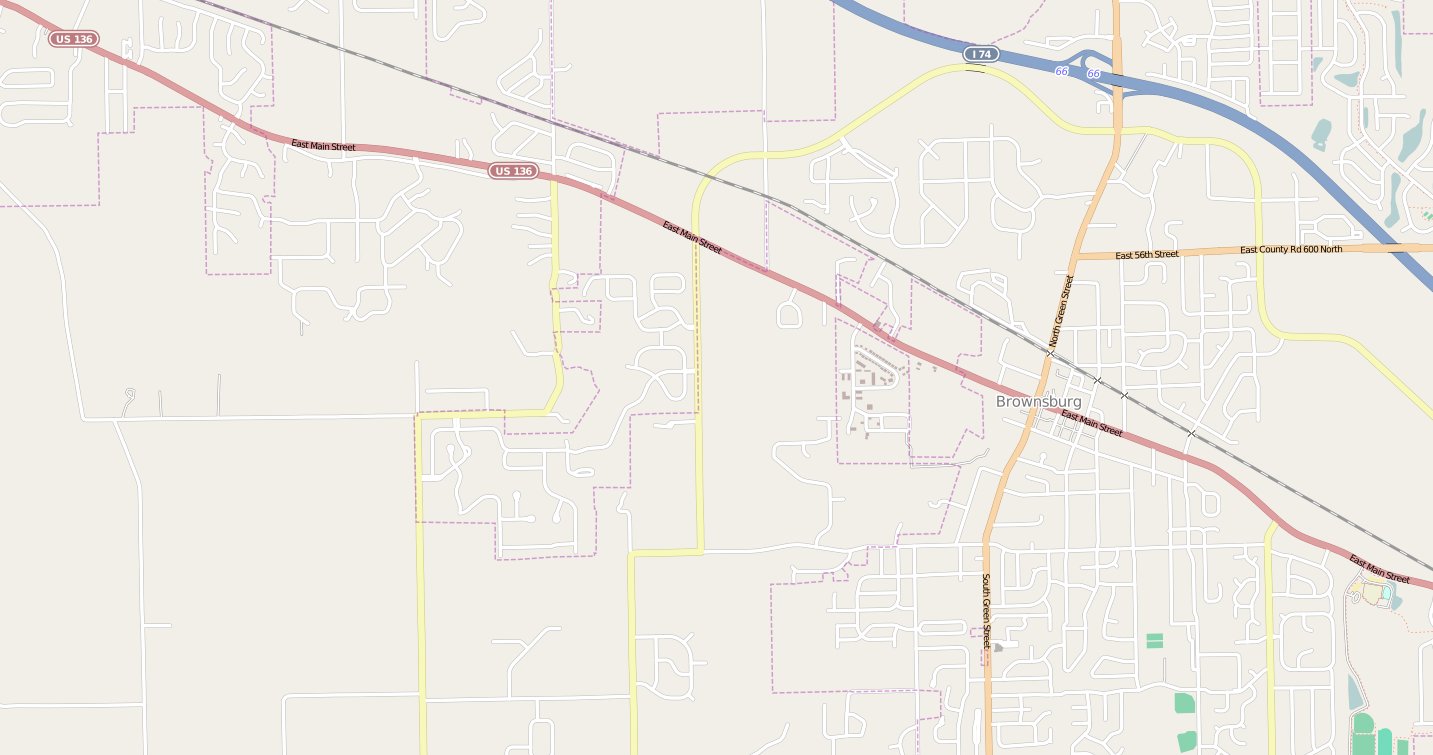 US 136
I 74
66
66
East Main Street
US 136
East Main Street
East 56th Street
East County Rd 600 North
North Green Street
Brownsburg
East Main Street
East Main Street
South Green Street